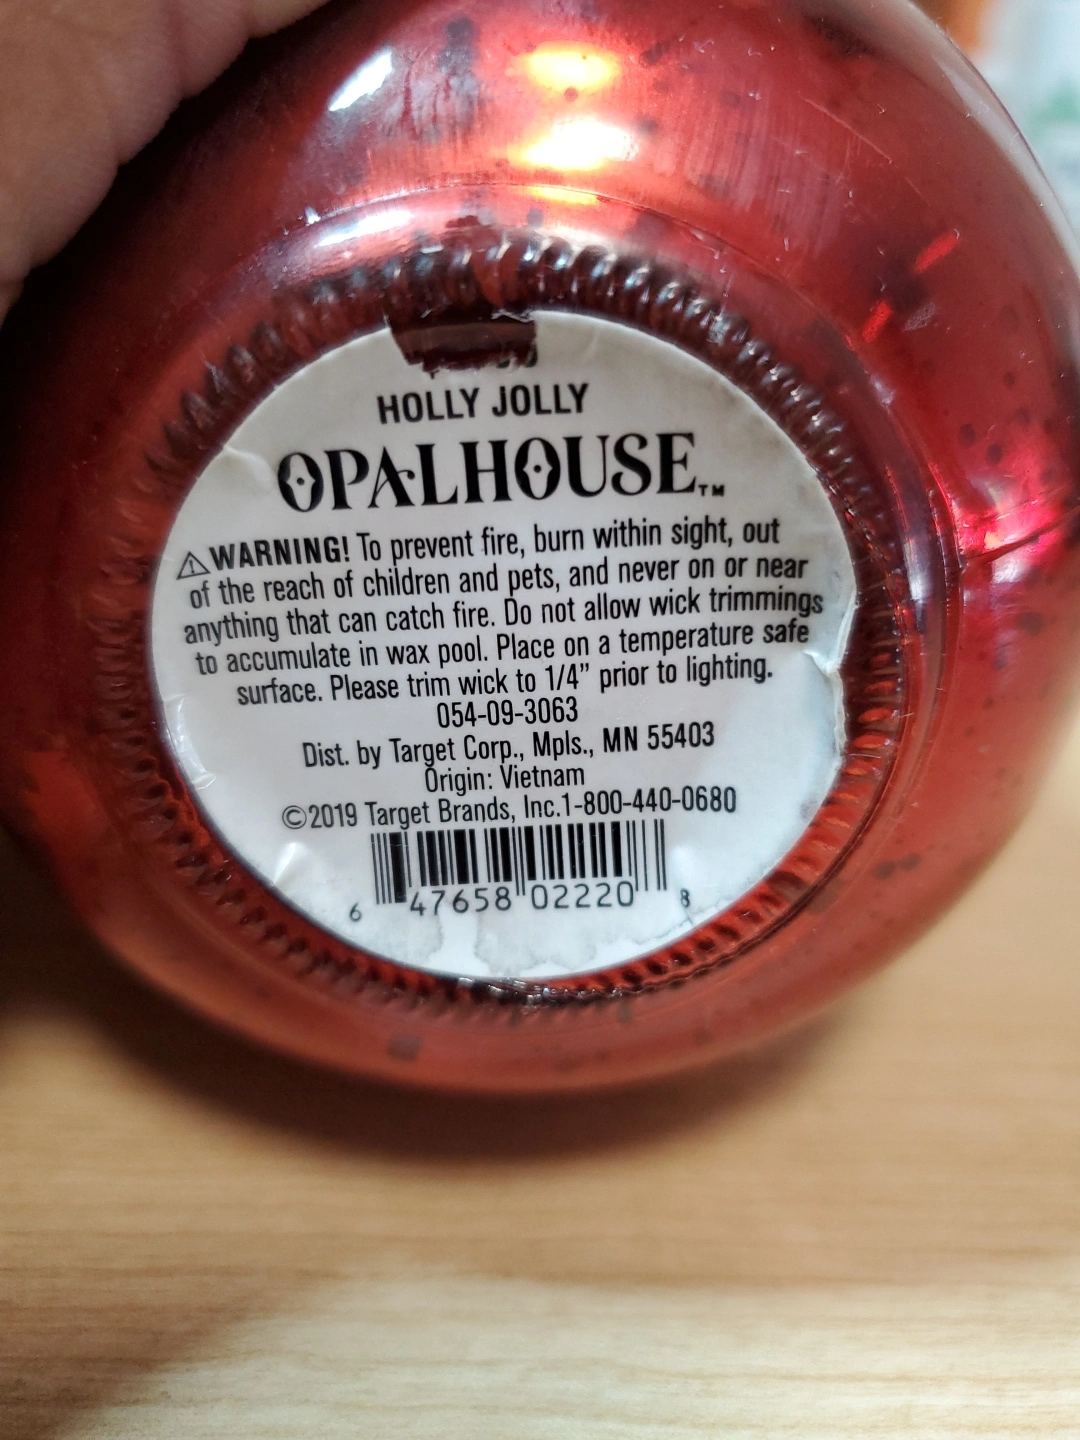 HOLLY JOLLY
OPALHOUSE™
⚠WARNING! To prevent fire, burn within sight, out
of the reach of children and pets, and never on or near
anything that can catch fire. Do not allow wick trimmings
to accumulate in wax pool. Place on a temperature safe
surface. Please trim wick to 1/4” prior to lighting.
054-09-3063
Dist. by Target Corp., Mpls., MN 55403
Origin: Vietnam
©2019 Target Brands, Inc.1-800-440-0680
6 47658 02220 8